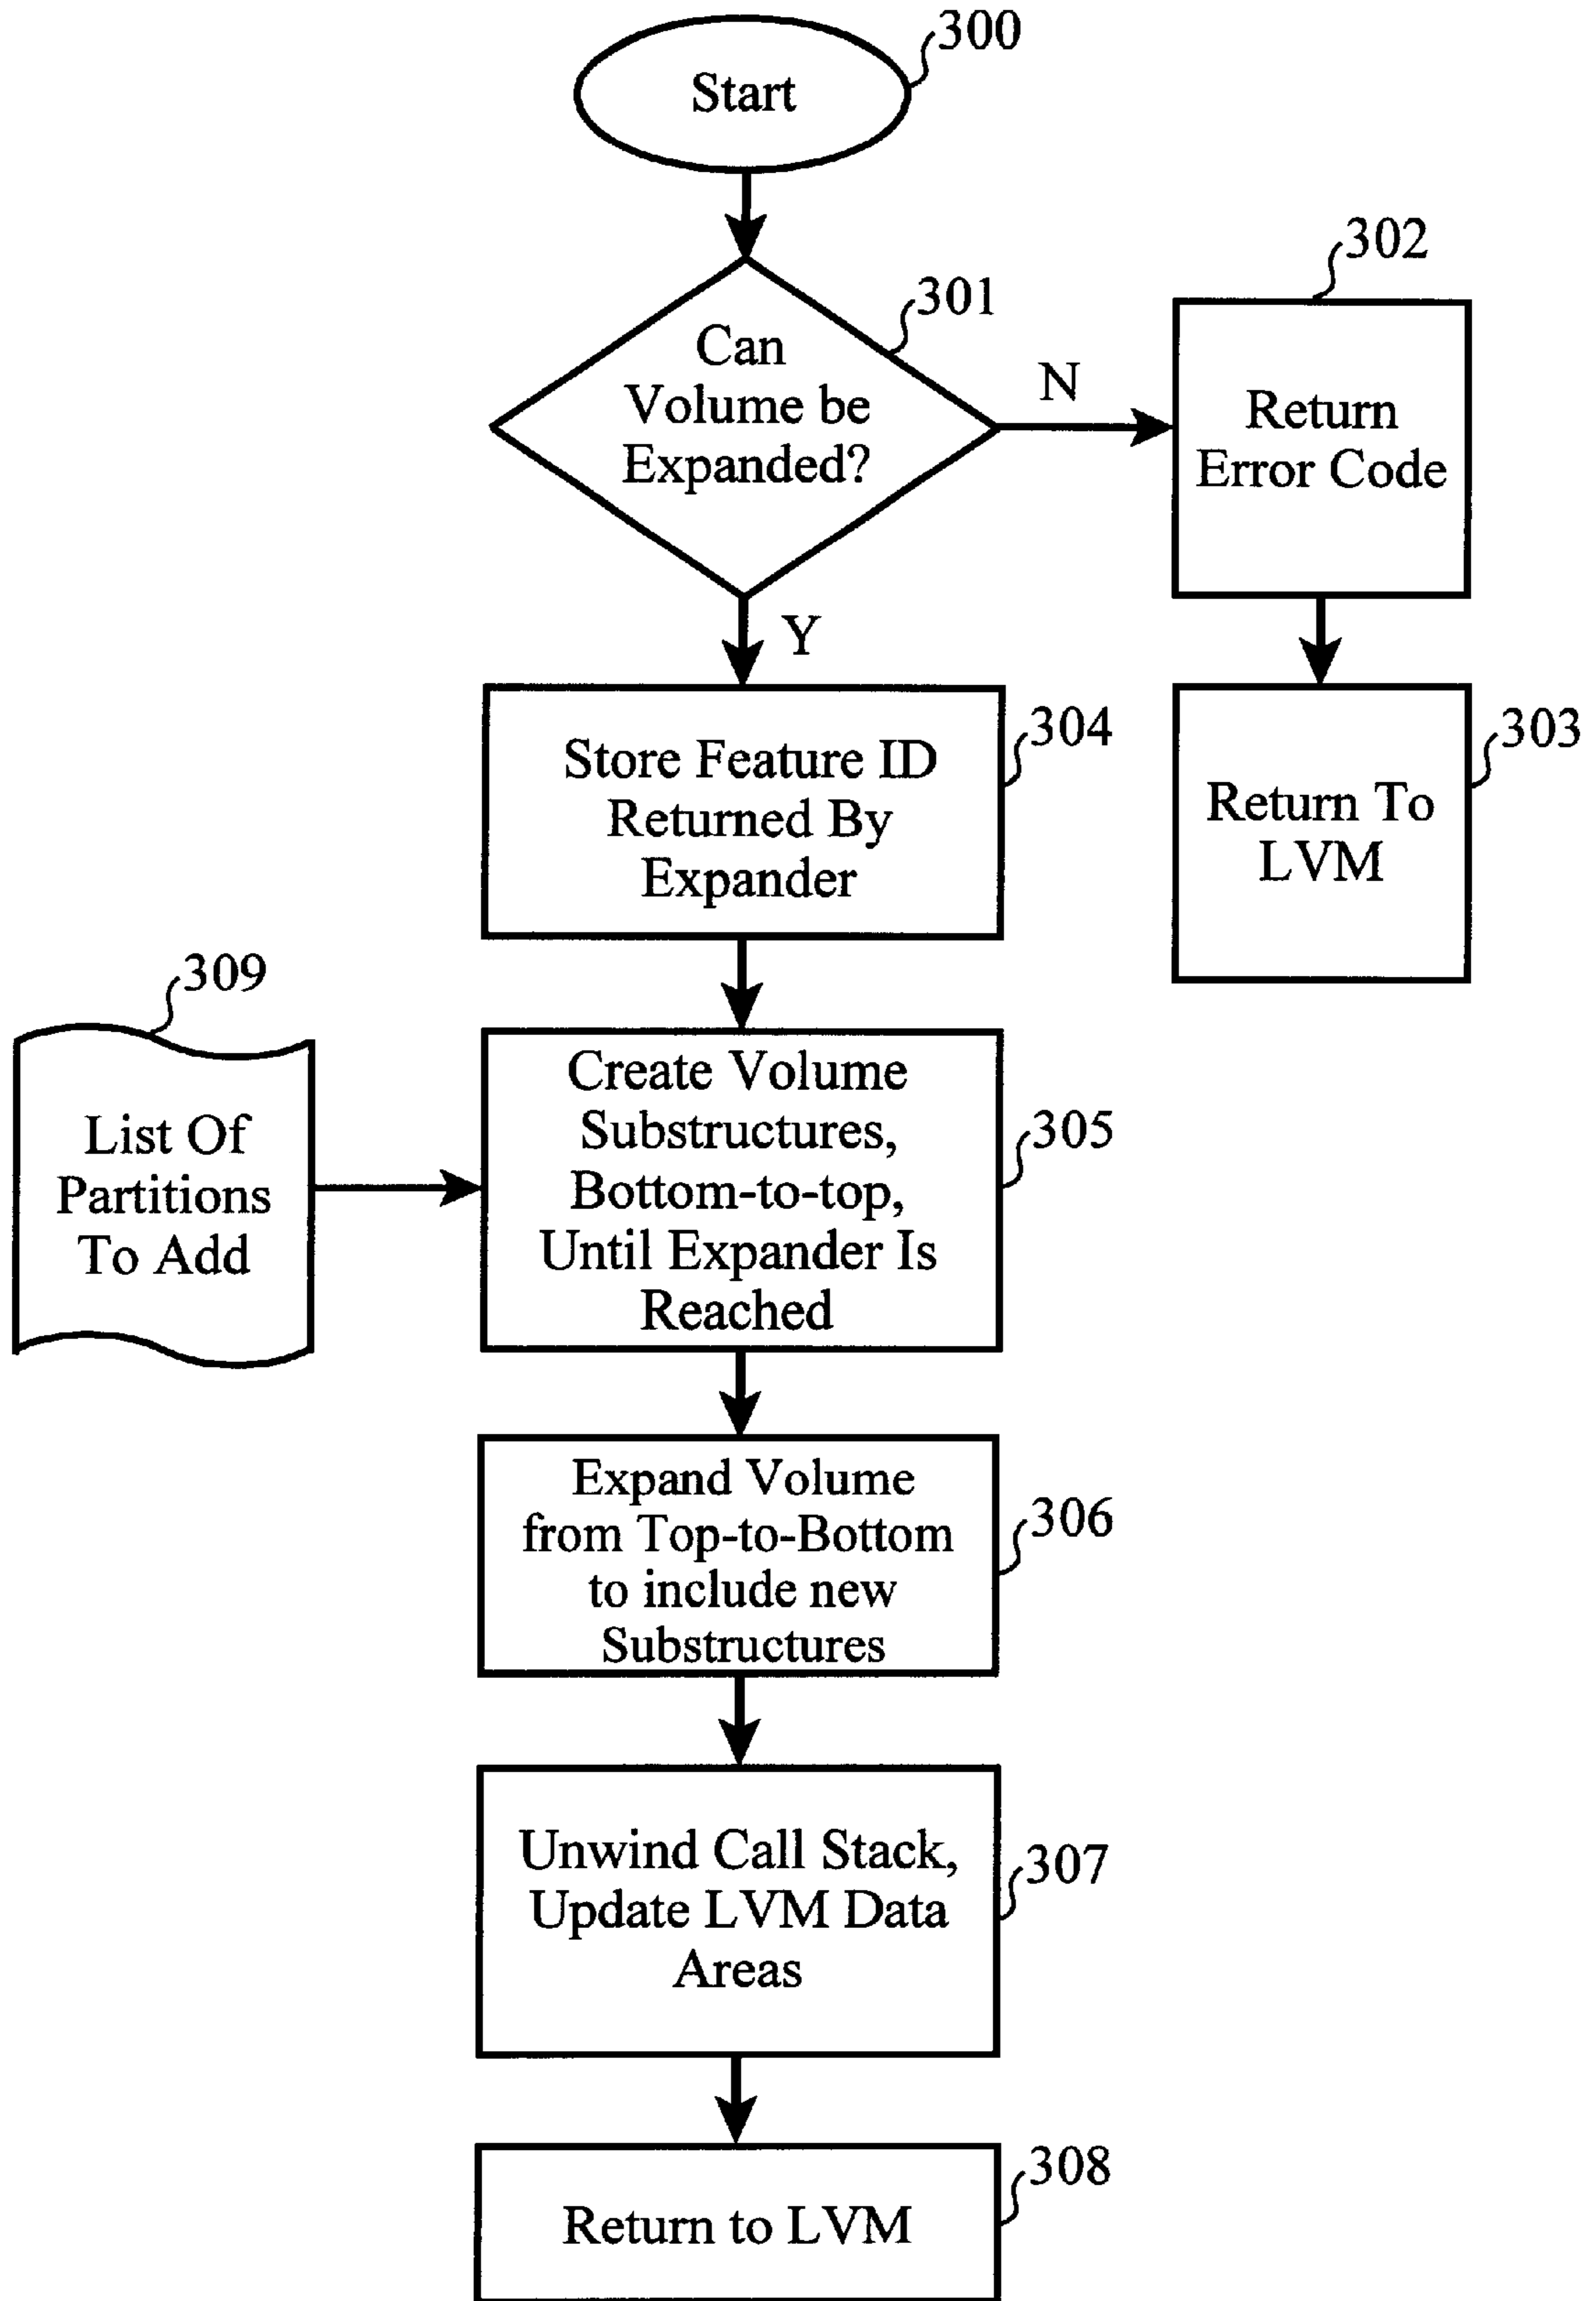 300
Start
301
Can
Volume be
Expanded?
N
302
Return
Error Code
Y
304
Store Feature ID
Returned By
Expander
303
Return To
LVM
309
List Of
Partitions
To Add
305
Create Volume
Substructures,
Bottom-to-top,
Until Expander Is
Reached
306
Expand Volume
from Top-to-Bottom
to include new
Substructures
307
Unwind Call Stack,
Update LVM Data
Areas
308
Return to LVM